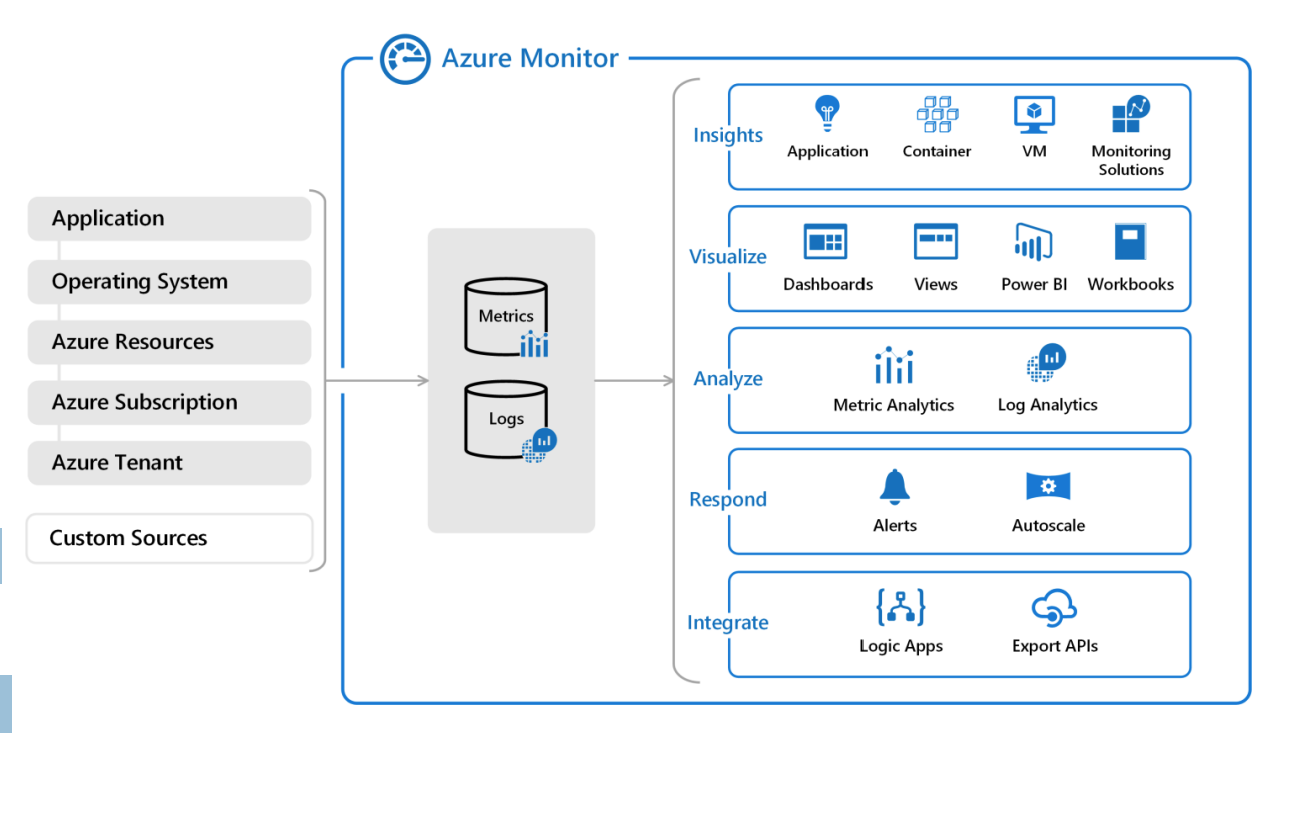 Azure Monitor
Application
Operating System
Azure Resources
Azure Subscription
Azure Tenant
Custom Sources
Metrics
Logs
Insights
Application
Container
VM
Monitoring
Solutions
Visualize
Dashboards
Views
Power BI
Workbooks
Analyze
Metric Analytics
Log Analytics
Respond
Alerts
Autoscale
Integrate
Logic Apps
Export APIs